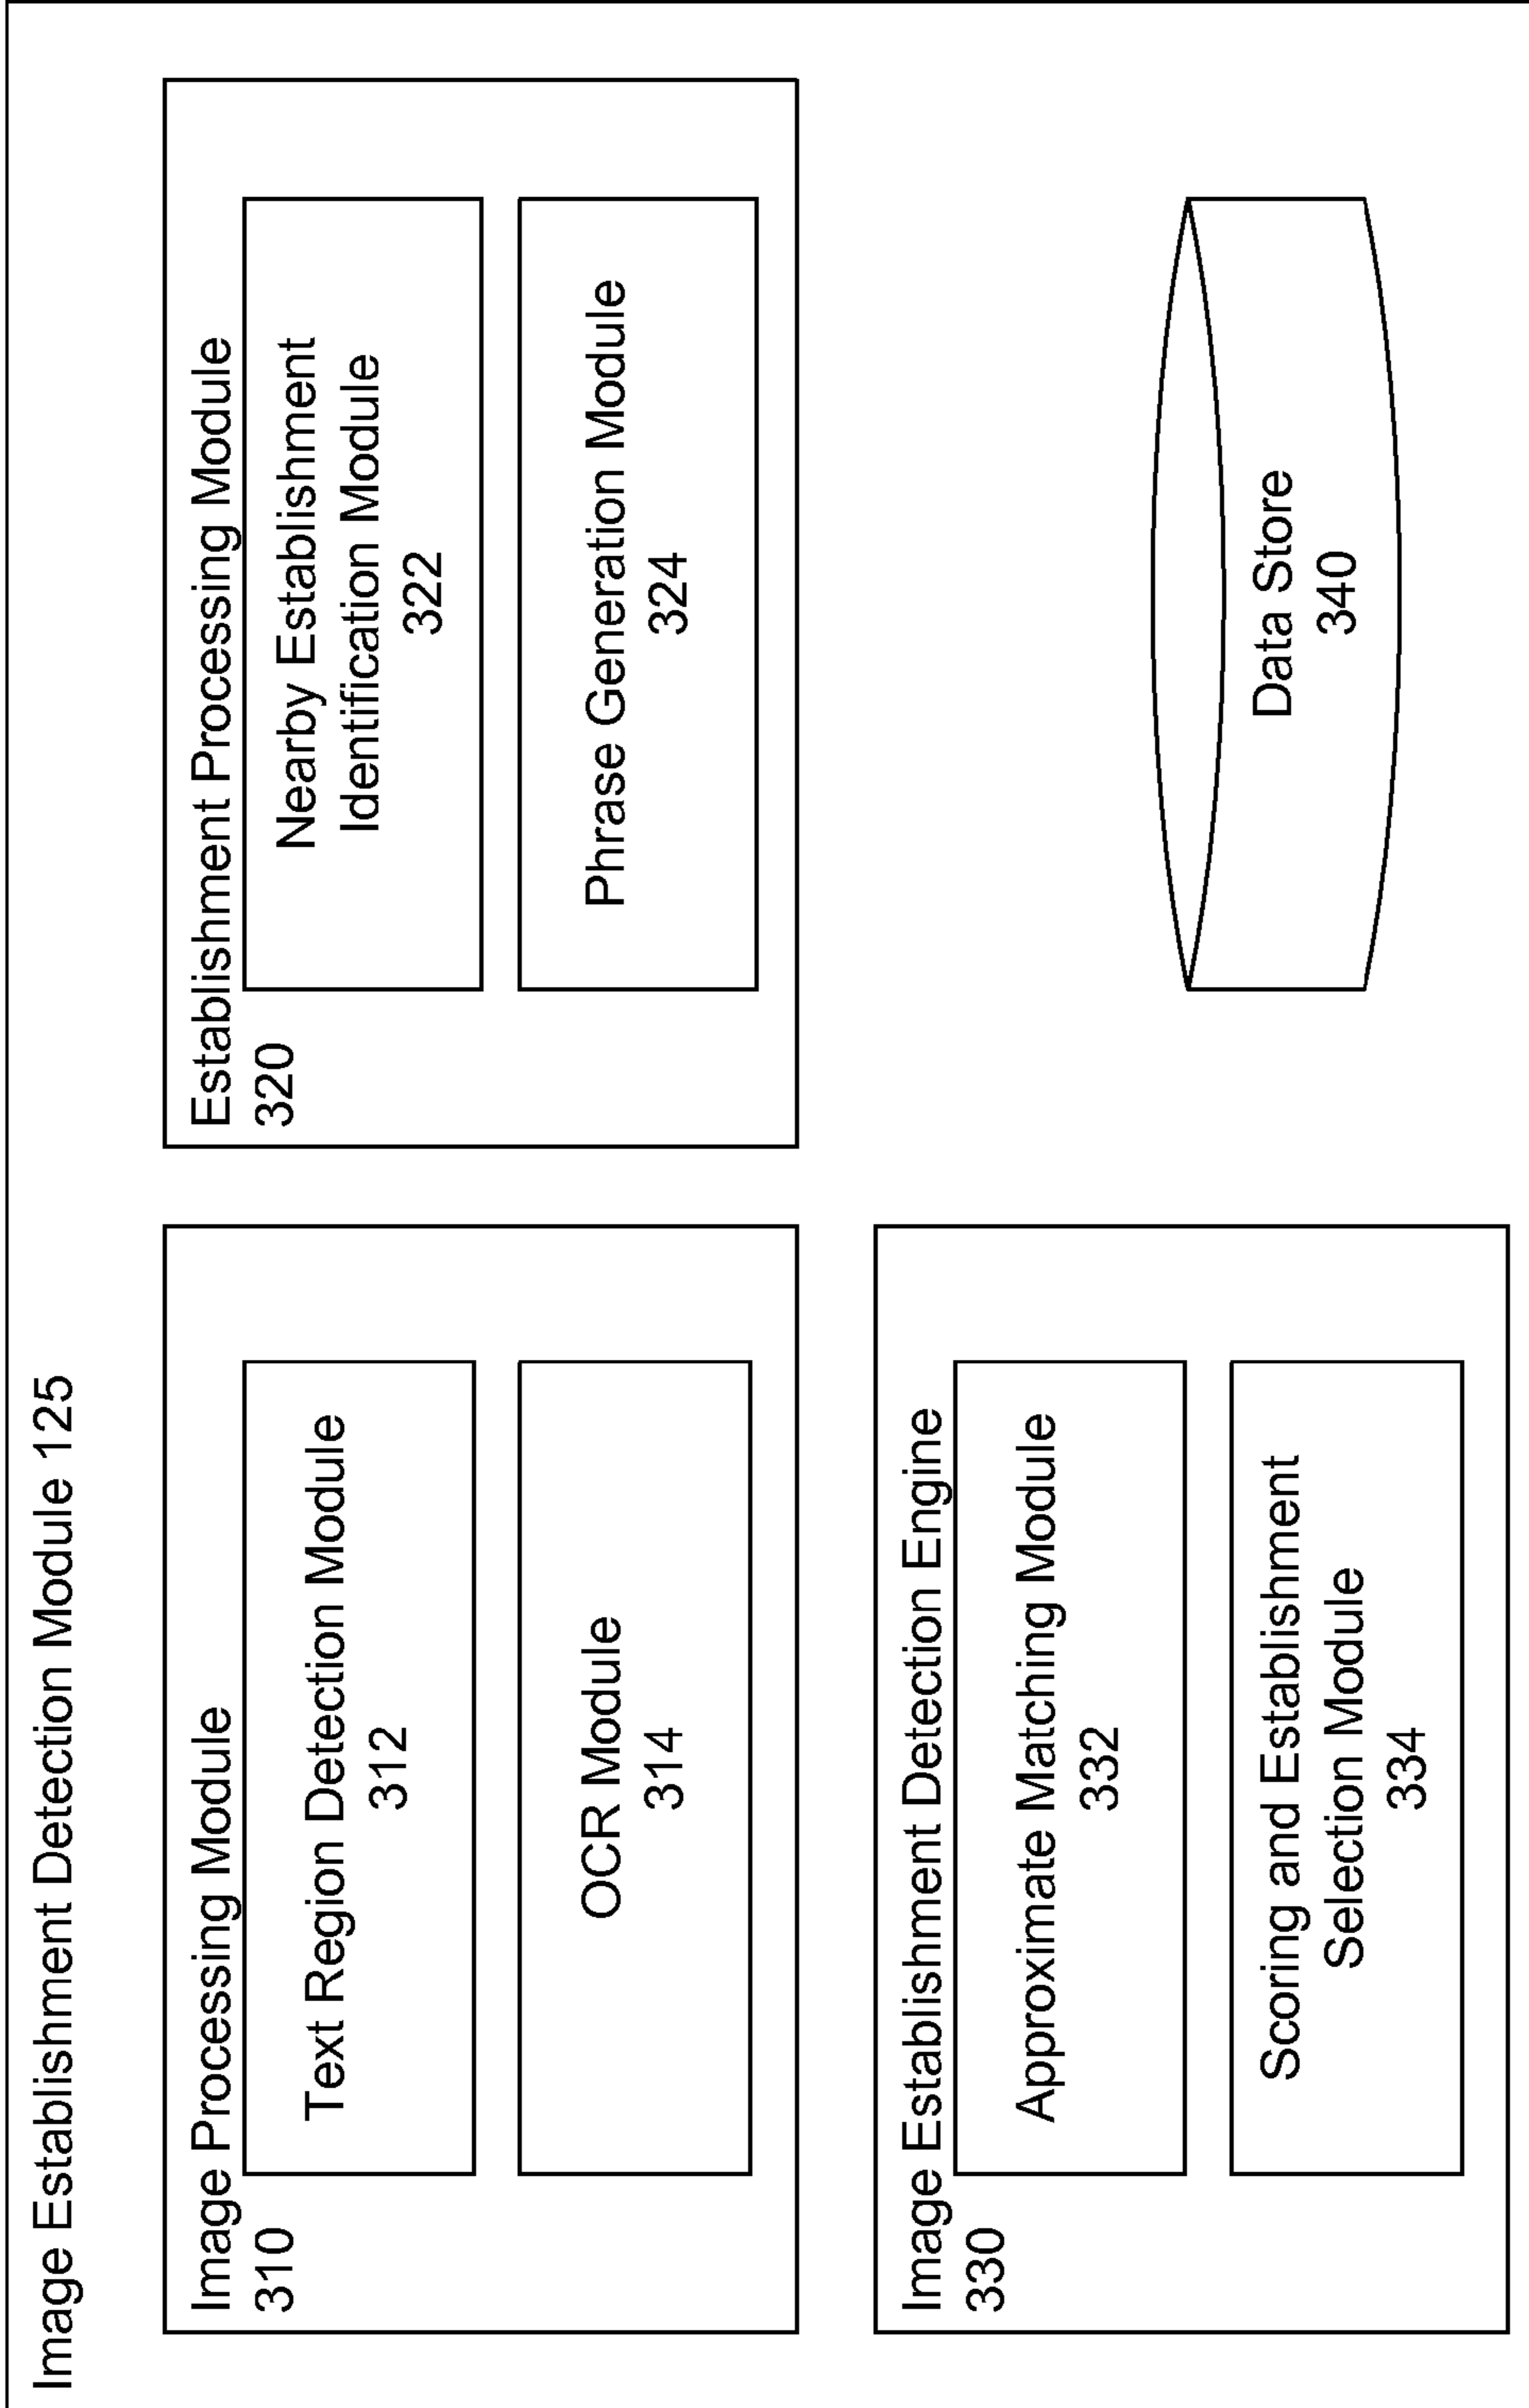 Image Establishment Detection Module 125
Image Processing Module
310
Text Region Detection Module
312
OCR Module
314
Establishment Processing Module
320
Nearby Establishment
Identification Module
322
Phrase Generation Module
324
Image Establishment Detection Engine
330
Approximate Matching Module
332
Scoring and Establishment
Selection Module
334
Data Store
340